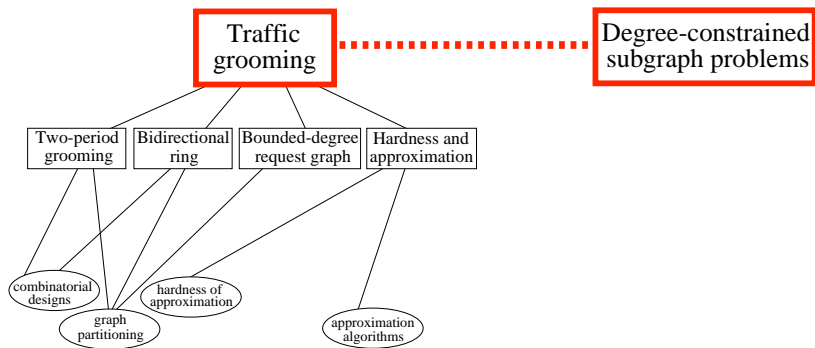 Traffic
grooming
Degree-constrained
subgraph problems
Two-period
grooming
Bidirectional
ring
Bounded-degree
request graph
Hardness and
approximation
combinatorial
designs
hardness of
approximation
graph
partitioning
approximation
algorithms